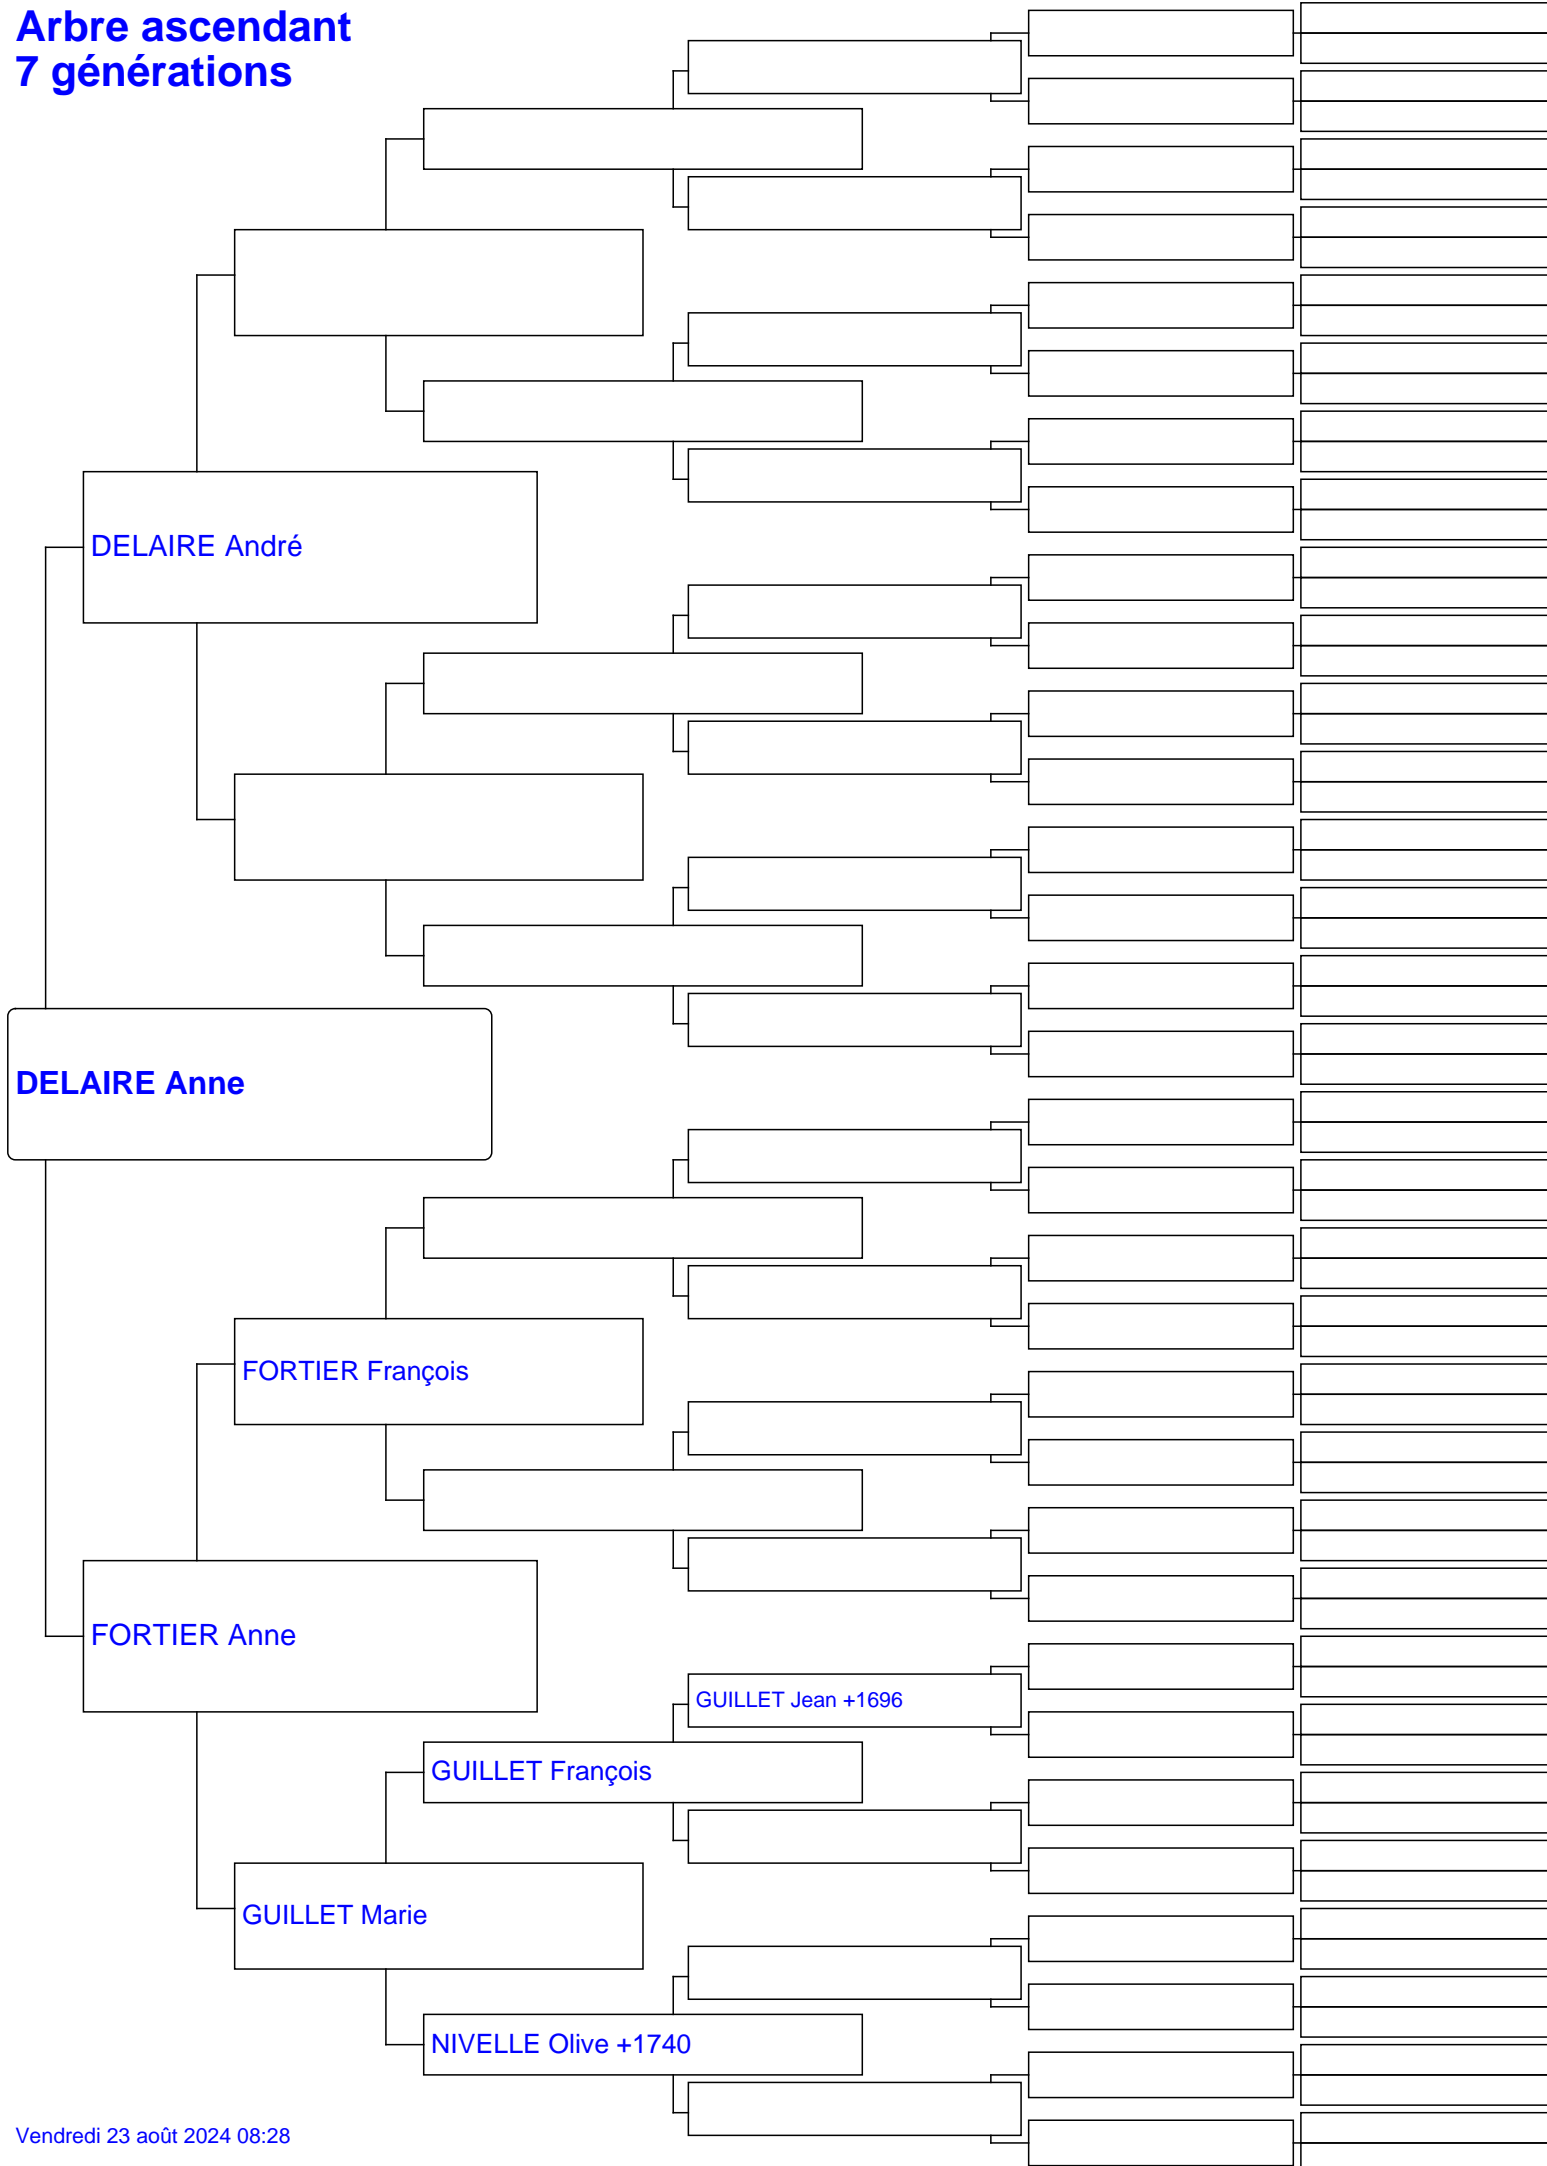 Arbre ascendant
7 générations
DELAIRE André
DELAIRE Anne
FORTIER François
FORTIER Anne
GUILLET Jean +1696
GUILLET François
GUILLET Marie
NIVELLE Olive +1740
Vendredi 23 août 2024 08:28